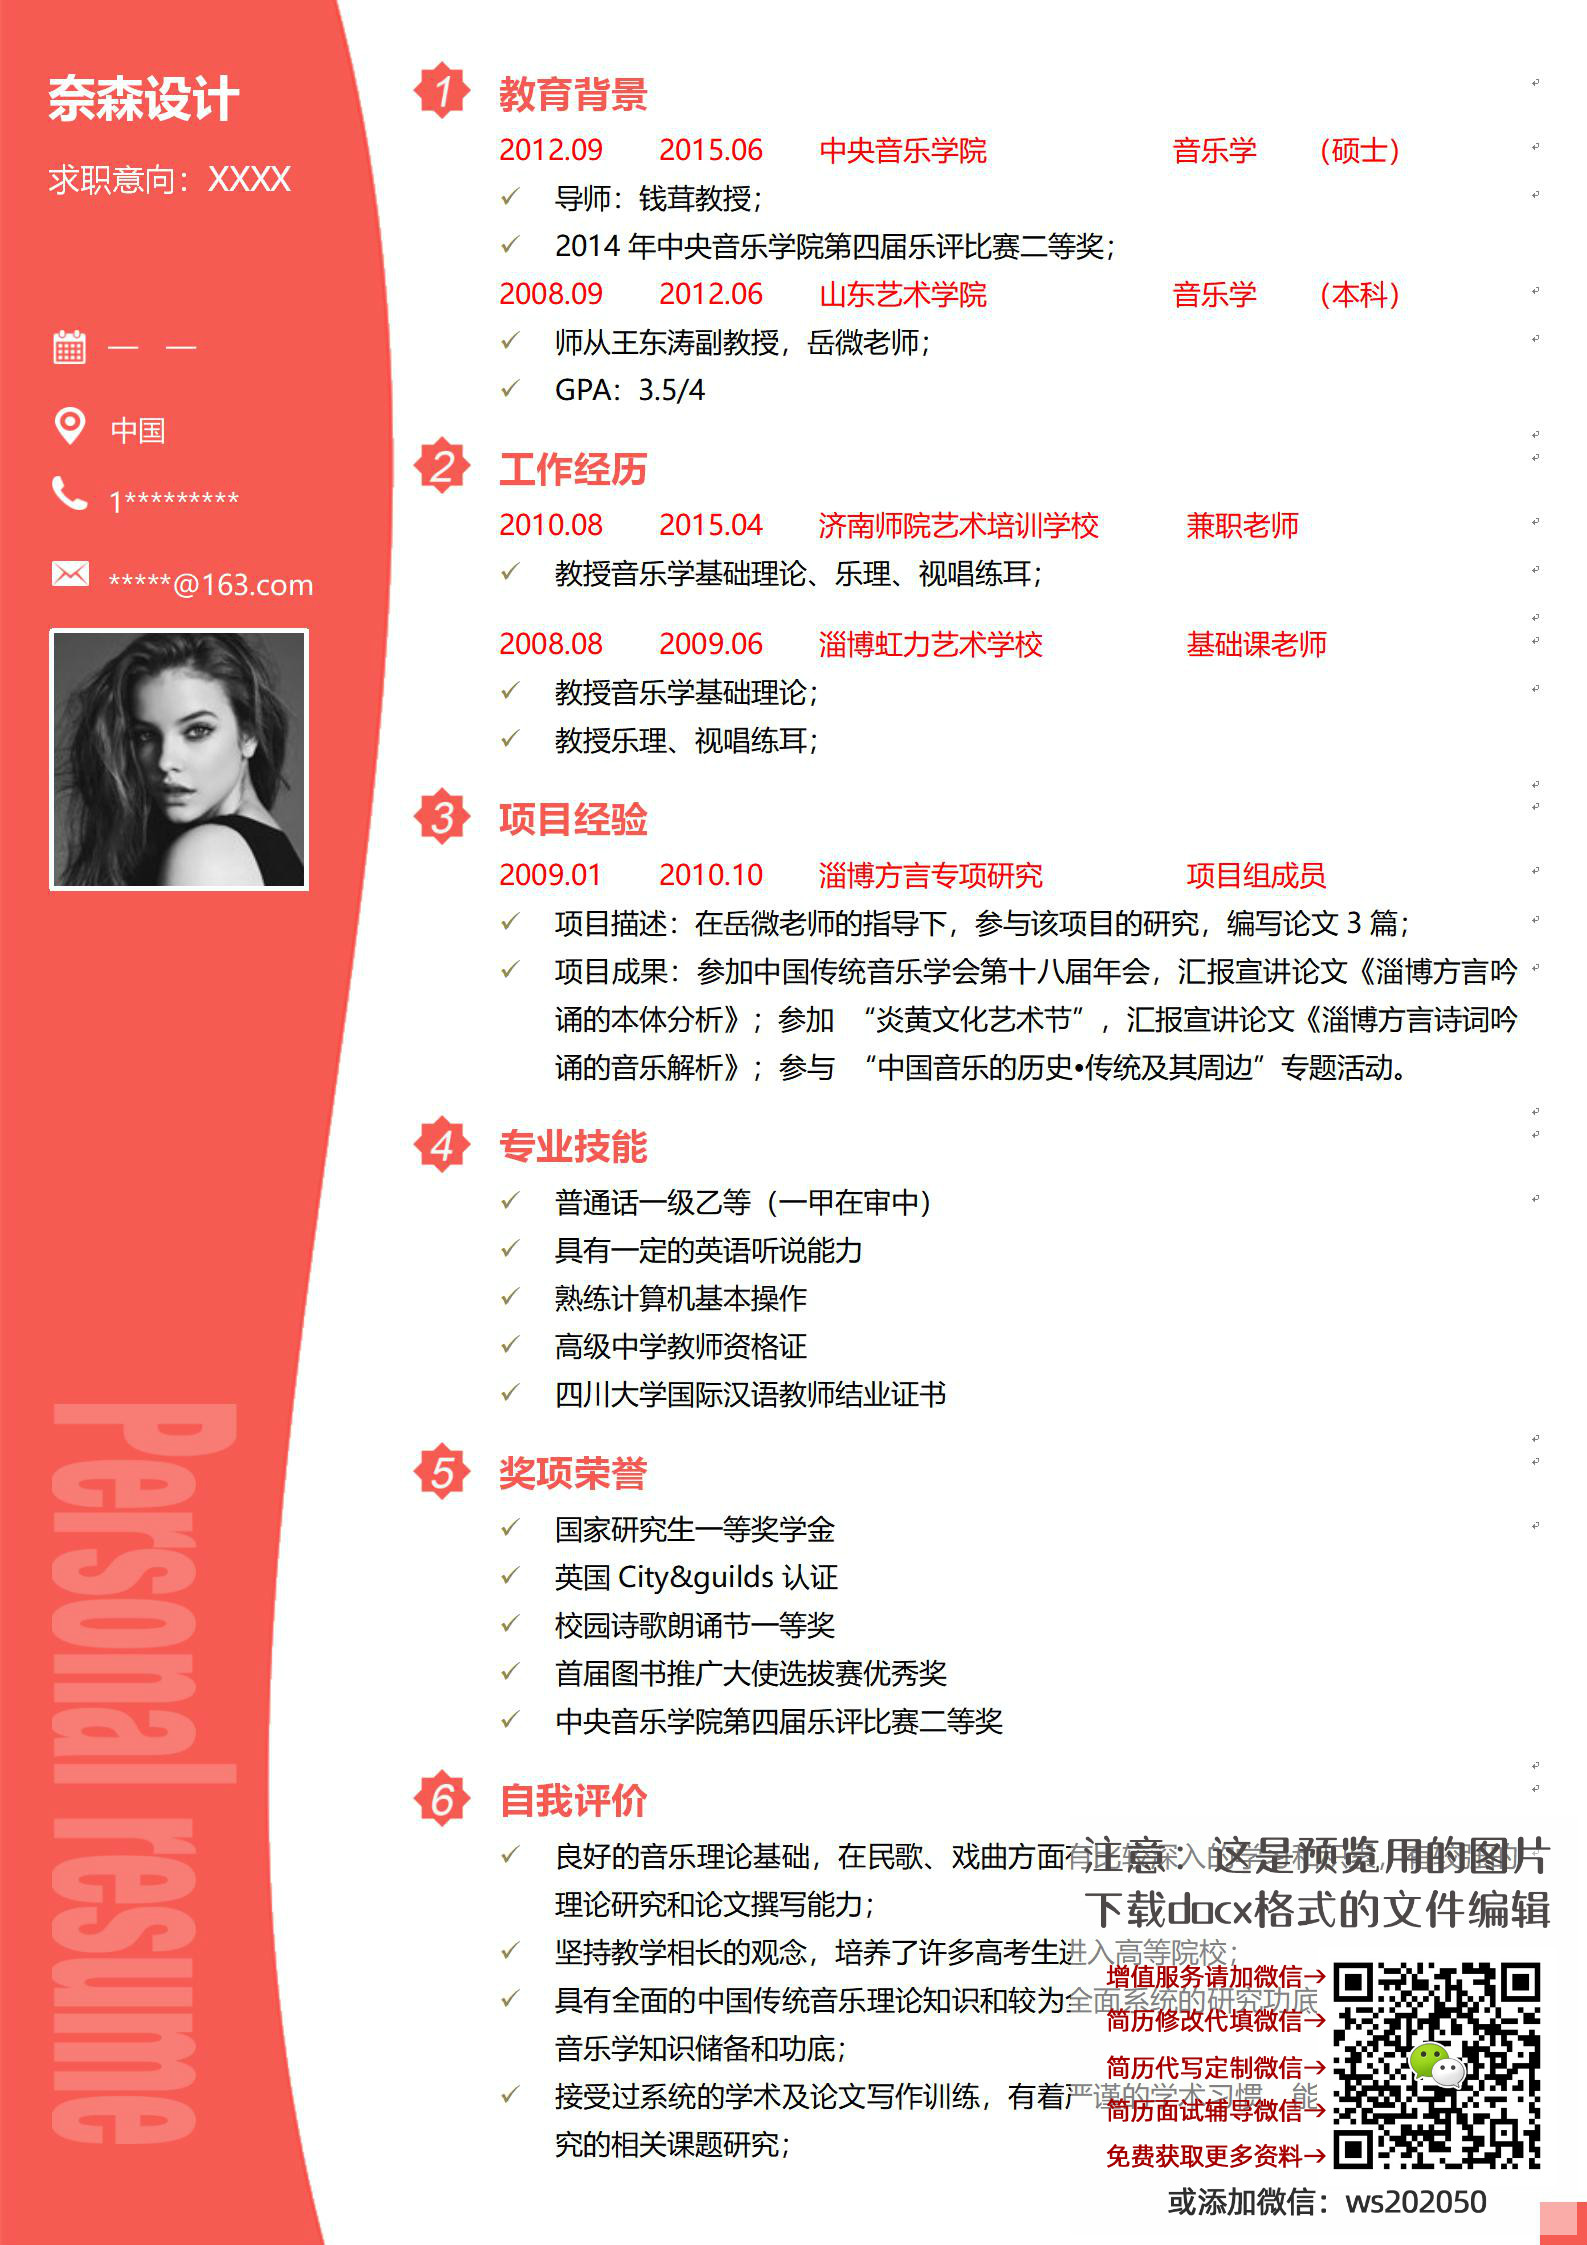 奈森设计
求职意向：XXXX
— —
中国
1*********
*****@163.com
Personal resume
1 教育背景
2012.09 2015.06 中央音乐学院 音乐学 （硕士）
✓ 导师：钱茸教授；
✓ 2014 年中央音乐学院第四届乐评比赛二等奖；
2008.09 2012.06 山东艺术学院 音乐学 （本科）
✓ 师从王东涛副教授，岳微老师；
✓ GPA：3.5/4
2 工作经历
2010.08 2015.04 济南师院艺术培训学校 兼职老师
✓ 教授音乐学基础理论、乐理、视唱练耳；
2008.08 2009.06 淄博虹力艺术学校 基础课老师
✓ 教授音乐学基础理论；
✓ 教授乐理、视唱练耳；
3 项目经验
2009.01 2010.10 淄博方言专项研究 项目组成员
✓ 项目描述：在岳微老师的指导下，参与该项目的研究，编写论文 3 篇；
✓ 项目成果：参加中国传统音乐学会第十八届年会，汇报宣讲论文《淄博方言吟
诵的本体分析》；参加 “炎黄文化艺术节”，汇报宣讲论文《淄博方言诗词吟
诵的音乐解析》；参与 “中国音乐的历史•传统及其周边”专题活动。
4 专业技能
✓ 普通话一级乙等（一甲在审中）
✓ 具有一定的英语听说能力
✓ 熟练计算机基本操作
✓ 高级中学教师资格证
✓ 四川大学国际汉语教师结业证书
5 奖项荣誉
✓ 国家研究生一等奖学金
✓ 英国 City&guilds 认证
✓ 校园诗歌朗诵节一等奖
✓ 首届图书推广大使选拔赛优秀奖
✓ 中央音乐学院第四届乐评比赛二等奖
6 自我评价
✓ 良好的音乐理论基础，在民歌、戏曲方面有比较深入的
理论研究和论文撰写能力；
✓ 坚持教学相长的观念，培养了许多高考生进入高等院校；
✓ 具有全面的中国传统音乐理论知识和较为全面系统的研究功底
音乐学知识储备和功底；
✓ 接受过系统的学术及论文写作训练，有着严谨的学术习惯，能
究的相关课题研究；
注意：这是预览用的图片
下载docx格式的文件编辑
增值服务请加微信→
简历修改代填微信→
简历代写定制微信→
简历面试辅导微信→
免费获取更多资料→
或添加微信：ws202050